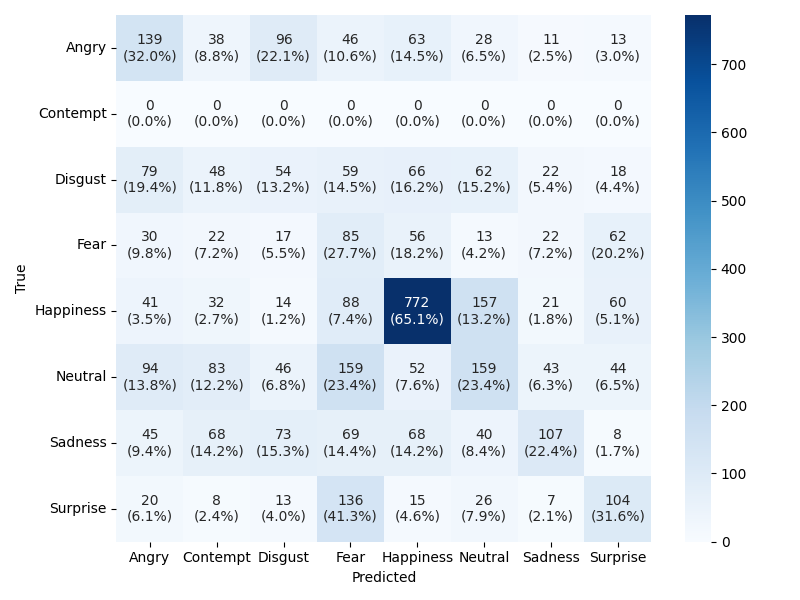 Angry 139 38 96 46 63 28 11 13
(32.0%) (8.8%) (22.1%) (10.6%) (14.5%) (6.5%) (2.5%) (3.0%)
Contempt 0 0 0 0 0 0 0 0
(0.0%) (0.0%) (0.0%) (0.0%) (0.0%) (0.0%) (0.0%) (0.0%)
Disgust 79 48 54 59 66 62 22 18
(19.4%) (11.8%) (13.2%) (14.5%) (16.2%) (15.2%) (5.4%) (4.4%)
Fear 30 22 17 85 56 13 22 62
(9.8%) (7.2%) (5.5%) (27.7%) (18.2%) (4.2%) (7.2%) (20.2%)
Happiness 41 32 14 88 772 157 21 60
(3.5%) (2.7%) (1.2%) (7.4%) (65.1%) (13.2%) (1.8%) (5.1%)
Neutral 94 83 46 159 52 159 43 44
(13.8%) (12.2%) (6.8%) (23.4%) (7.6%) (23.4%) (6.3%) (6.5%)
Sadness 45 68 73 69 68 40 107 8
(9.4%) (14.2%) (15.3%) (14.4%) (14.2%) (8.4%) (22.4%) (1.7%)
Surprise 20 8 13 136 15 26 7 104
(6.1%) (2.4%) (4.0%) (41.3%) (4.6%) (7.9%) (2.1%) (31.6%)
Angry Contempt Disgust Fear Happiness Neutral Sadness Surprise
Predicted
True
700
600
500
400
300
200
100
0